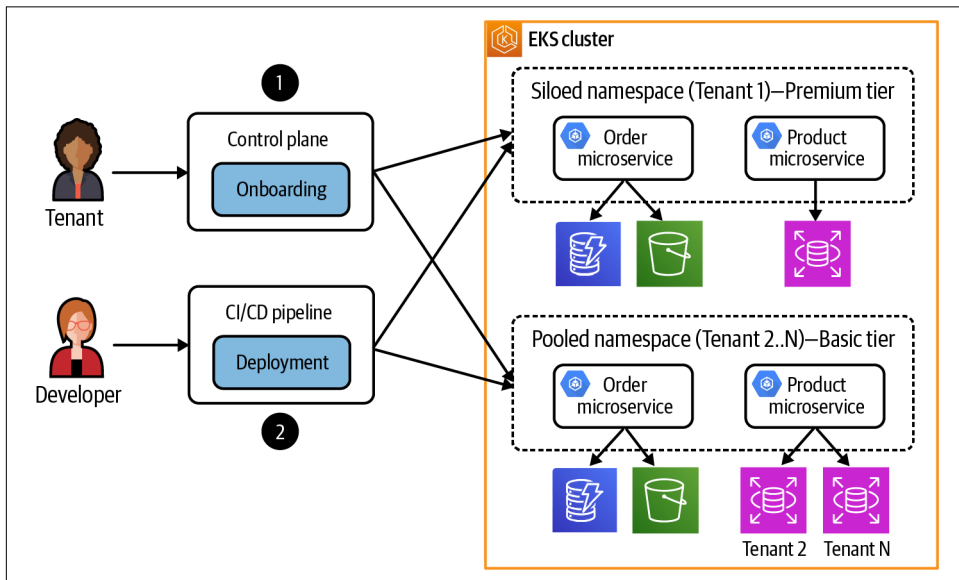 EKS cluster
1
Siloed namespace (Tenant 1)—Premium tier
Control plane
Onboarding
Order
microservice
Product
microservice
Tenant
CI/CD pipeline
Deployment
Developer
2
Pooled namespace (Tenant 2..N)—Basic tier
Order
microservice
Product
microservice
Tenant 2
Tenant N